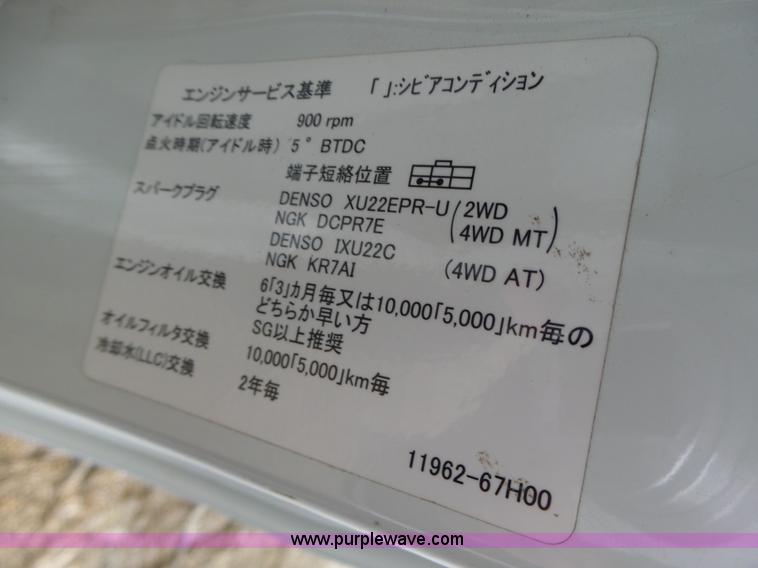 エンジンサービス基準 「 」:シビアコンディション
アイドル回転速度 900 rpm
点火時期(アイドル時) 5° BTDC
端子短絡位置
スパークプラグ DENSO XU22EPR-U (2WD
NGK DCPR7E 4WD MT)
DENSO IXU22C
NGK KR7AI (4WD AT)
エンジンオイル交換 6「3」カ月毎又は10,000「5,000」km毎の
どちらか早い方
SG以上推奨
オイルフィルタ交換 10,000「5,000」km毎
冷却水(LLC)交換 2年毎
11962-67H00
www.purplewave.com